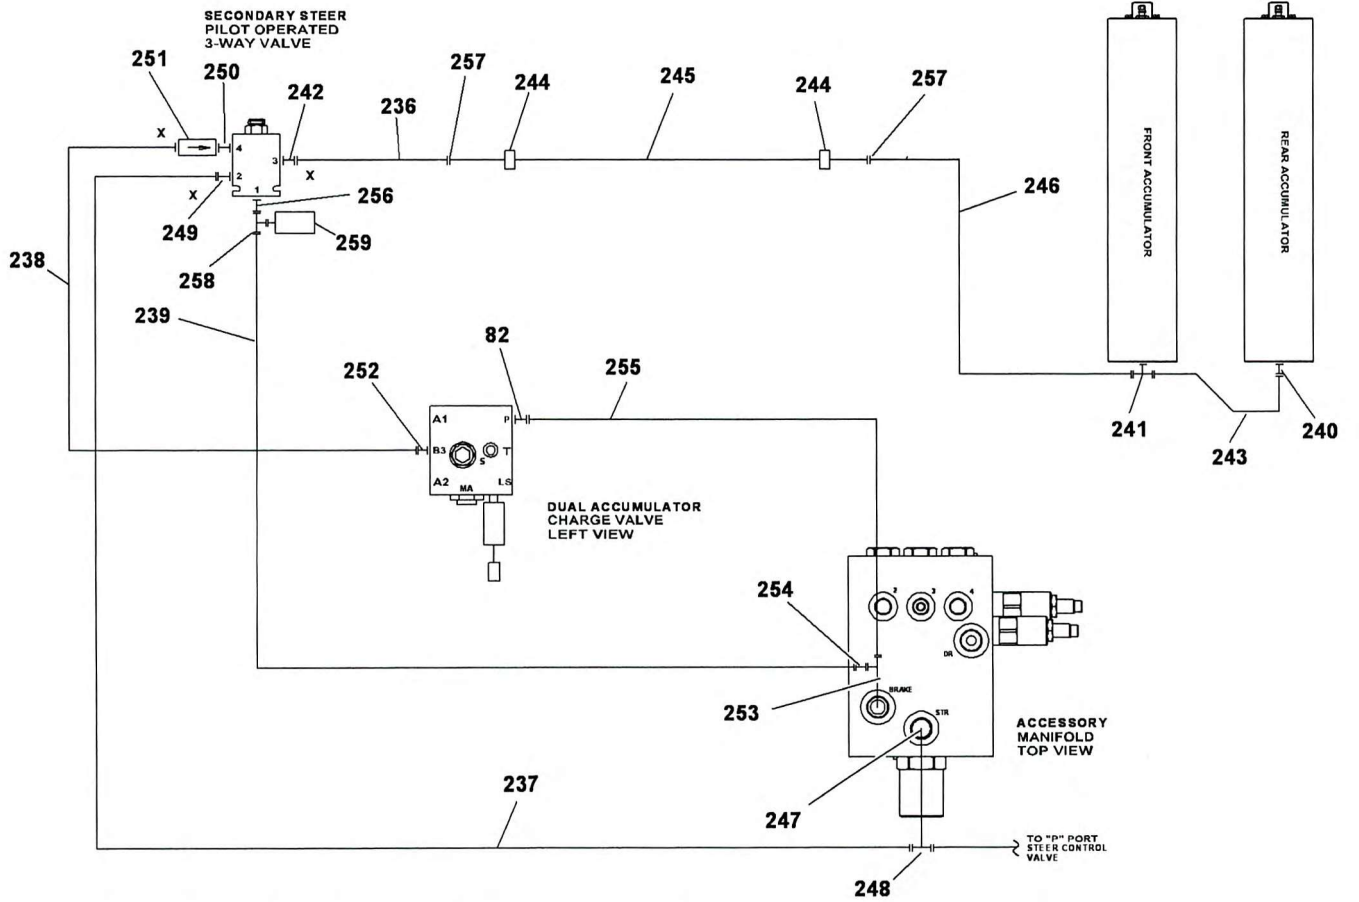 SECONDARY STEER
PILOT OPERATED
3-WAY VALVE
251
250
242
236
257
244
245
244
257
X
4
3
2
1
X
X
256
249
259
258
246
FRONT ACCUMULATOR
REAR ACCUMULATOR
238
239
82
252
255
241
240
243
A1
P
B3
S
T
A2
MA
LS
DUAL ACCUMULATOR
CHARGE VALVE
LEFT VIEW
254
2
3
4
DR
BRAKE
253
STR
ACCESSORY
MANIFOLD
TOP VIEW
237
247
TO "P" PORT
STEER CONTROL
VALVE
248